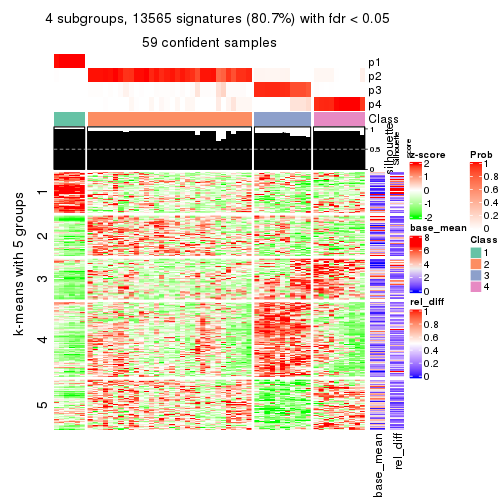 4 subgroups, 13565 signatures (80.7%) with fdr < 0.05
59 confident samples
p1
p2
p3
p4
Class
1
0.5
0
silhouette
Silhouette
score
k-means with 5 groups
1
2
3
4
5
base_mean
rel_diff
z-score
2
1
0
-1
-2
base_mean
8
6
4
2
0
rel_diff
1
0.8
0.6
0.4
0.2
0
Prob
1
0.8
0.6
0.4
0.2
0
Class
1
2
3
4